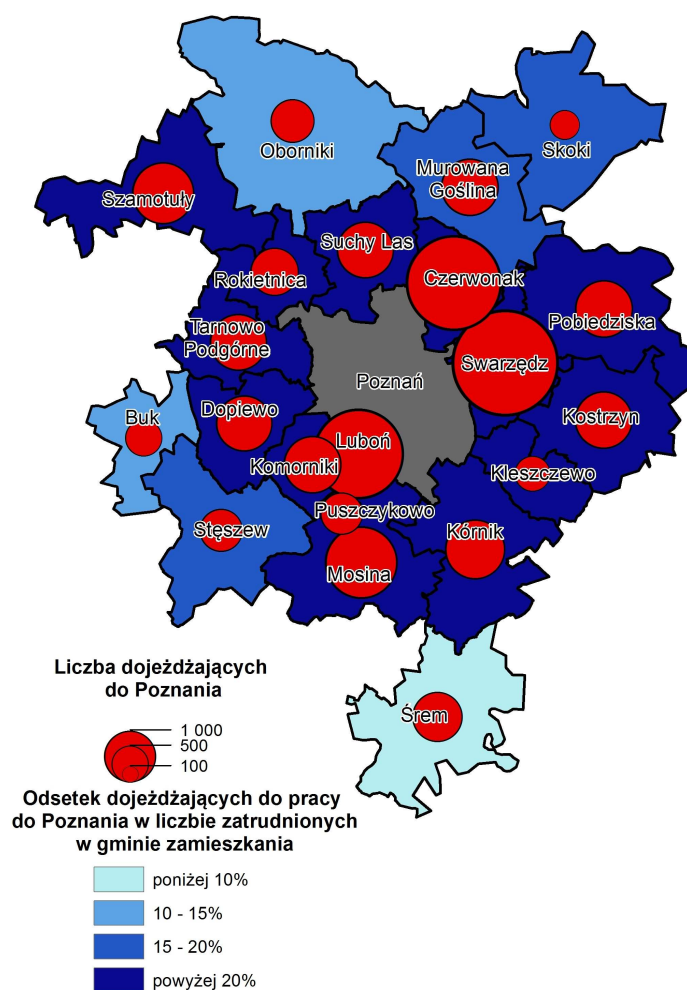 Oborniki
Skoki
Murowana
Goślina
Szamotuły
Suchy Las
Czerwonak
Rokietnica
Pobiedziska
Tarnowo
Podgórne
Swarzędz
Poznań
Buk
Dopiewo
Kostrzyn
Luboń
Komorniki
Kleszczewo
Puszczykowo
Stęszew
Kórnik
Mosina
Śrem
Liczba dojeżdżających
do Poznania
1 000
500
100
Odsetek dojeżdżających do pracy
do Poznania w liczbie zatrudnionych
w gminie zamieszkania
poniżej 10%
10 - 15%
15 - 20%
powyżej 20%